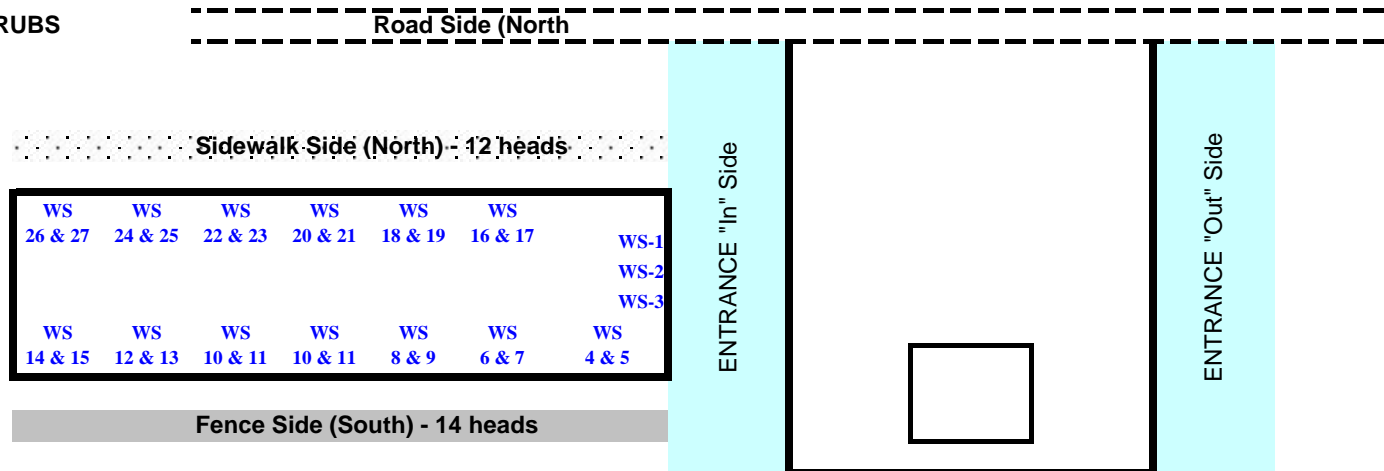 RUBS
Road Side (North
Sidewalk Side (North) - 12 heads
WS WS WS WS WS WS
26 & 27 24 & 25 22 & 23 20 & 21 18 & 19 16 & 17
WS-1
WS-2
WS-3
WS WS WS WS WS WS WS
14 & 15 12 & 13 10 & 11 10 & 11 8 & 9 6 & 7 4 & 5
Fence Side (South) - 14 heads
ENTRANCE "In" Side
ENTRANCE "Out" Side